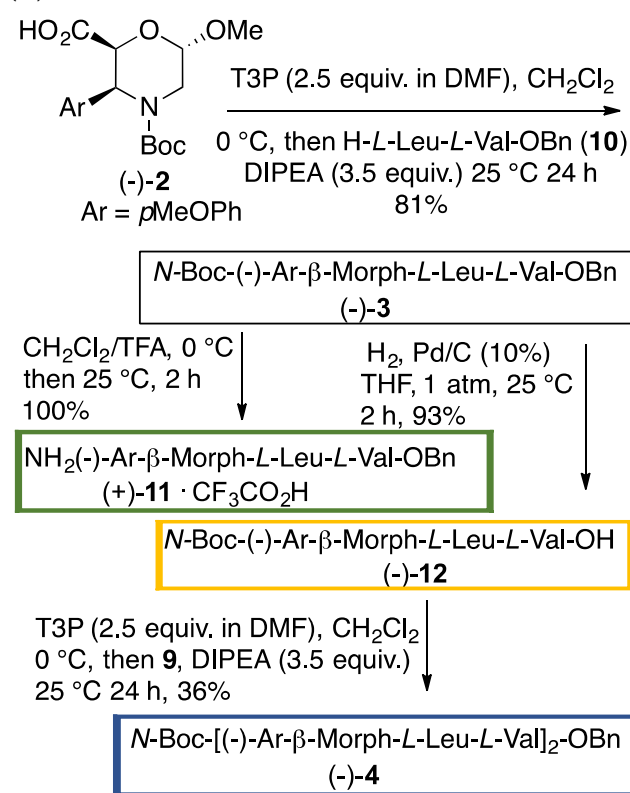 HO₂C
O
OMe
Ar
N
Boc
(-)-2
Ar = pMeOPh
T3P (2.5 equiv. in DMF), CH₂Cl₂
0 °C, then H-L-Leu-L-Val-OBn (10)
DIPEA (3.5 equiv.) 25 °C 24 h
81%
N-Boc-(-)-Ar-β-Morph-L-Leu-L-Val-OBn
(-)-3
CH₂Cl₂/TFA, 0 °C
then 25 °C, 2 h
100%
H₂, Pd/C (10%)
THF, 1 atm, 25 °C
2 h, 93%
NH₂(-)-Ar-β-Morph-L-Leu-L-Val-OBn
(+)-11 · CF₃CO₂H
N-Boc-(-)-Ar-β-Morph-L-Leu-L-Val-OH
(-)-12
T3P (2.5 equiv. in DMF), CH₂Cl₂
0 °C, then 9, DIPEA (3.5 equiv.)
25 °C 24 h, 36%
N-Boc-[(-)-Ar-β-Morph-L-Leu-L-Val]₂-OBn
(-)-4